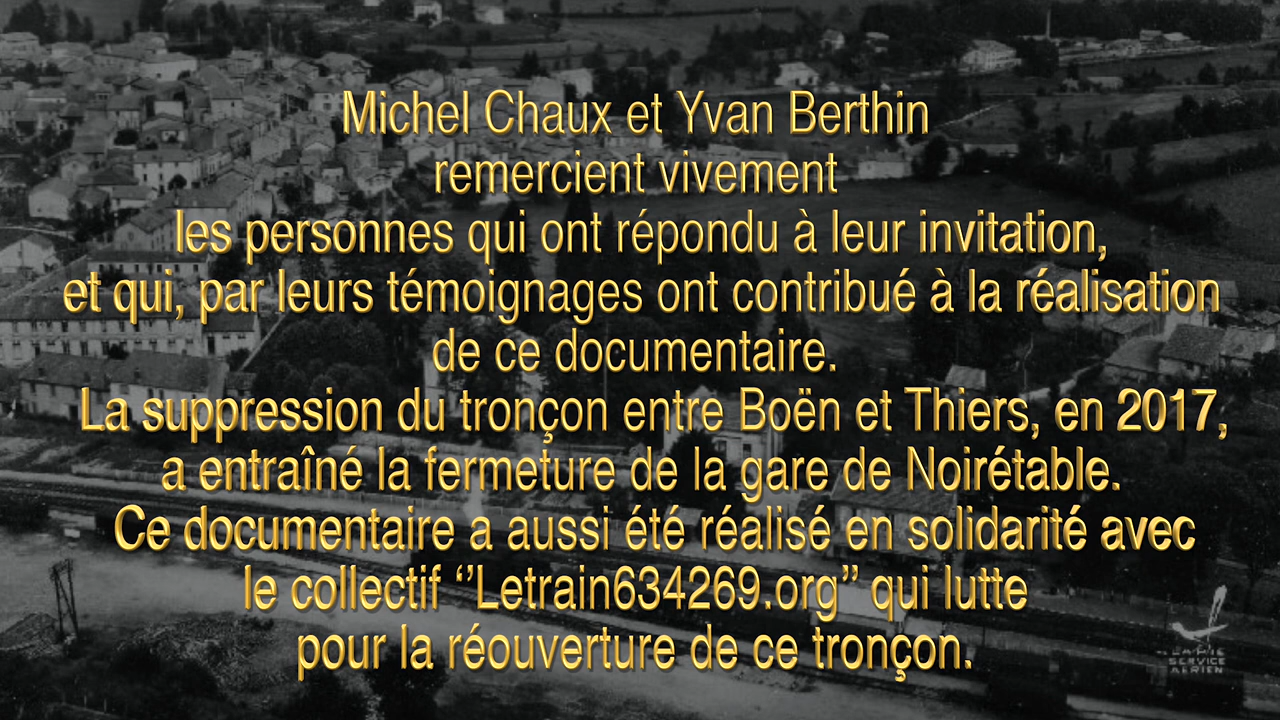 Michel Chaux et Yvan Berthin
remercient vivement
les personnes qui ont répondu à leur invitation,
et qui, par leurs témoignages ont contribué à la réalisation
de ce documentaire.
La suppression du tronçon entre Boën et Thiers, en 2017,
a entraîné la fermeture de la gare de Noirétable.
Ce documentaire a aussi été réalisé en solidarité avec
le collectif ‘’Letrain634269.org’’ qui lutte
pour la réouverture de ce tronçon.
SERVICE
AERIEN